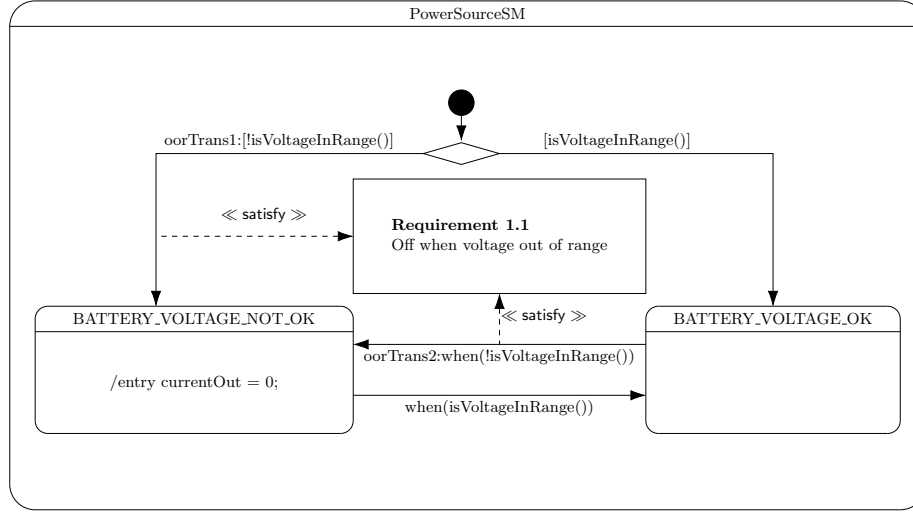 PowerSourceSM
oorTrans1:[!isVoltageInRange()]
[isVoltageInRange()]
≪ satisfy ≫
Requirement 1.1
Off when voltage out of range
BATTERY_VOLTAGE_NOT_OK
≪ satisfy ≫
BATTERY_VOLTAGE_OK
oorTrans2:when(!isVoltageInRange())
/entry currentOut = 0;
when(isVoltageInRange())